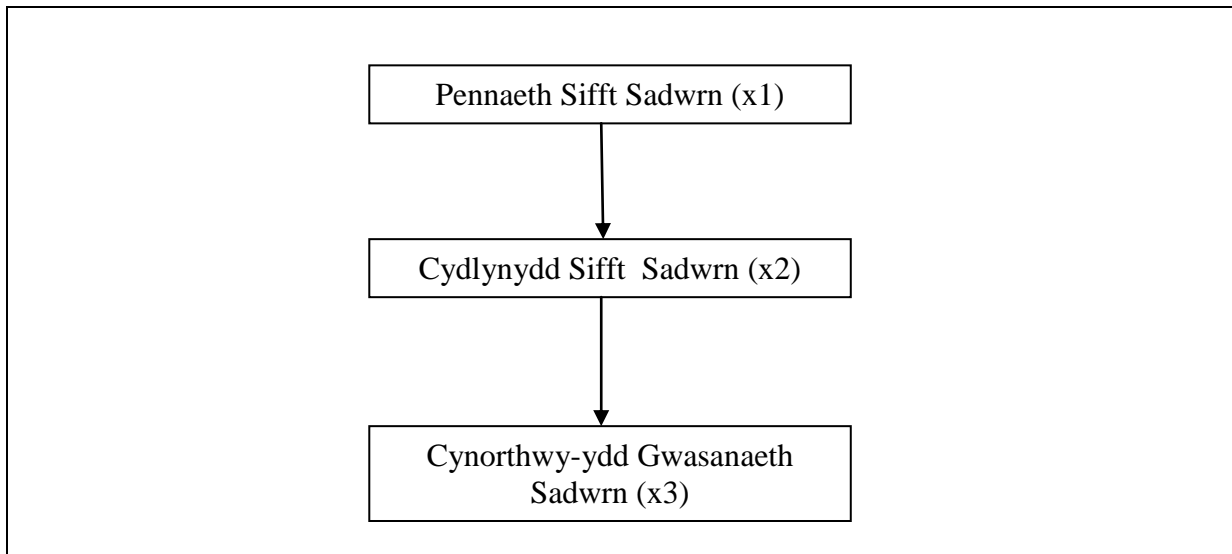 Pennaeth Sifft Sadwrn (x1)
Cydlynydd Sifft  Sadwrn (x2)
Cynorthwy-ydd Gwasanaeth
Sadwrn (x3)